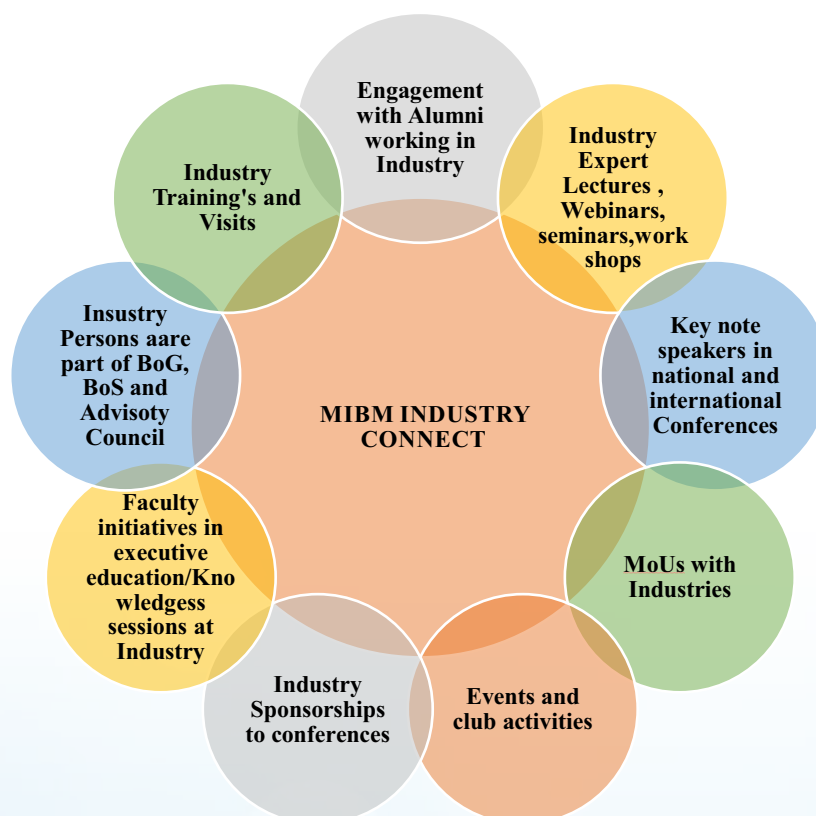 Engagement
with Alumni
working in
Industry
Industry
Expert
Lectures ,
Webinars,
seminars,work
shops
Key note
speakers in
national and
international
Conferences
MoUs with
Industries
Events and
club activities
Industry
Sponsorships
to conferences
Faculty
initiatives in
executive
education/Kno
wledgess
sessions at
Industry
Insustry
Persons aare
part of BoG,
BoS and
Advisoty
Council
Industry
Training's and
Visits
MIBM INDUSTRY
CONNECT